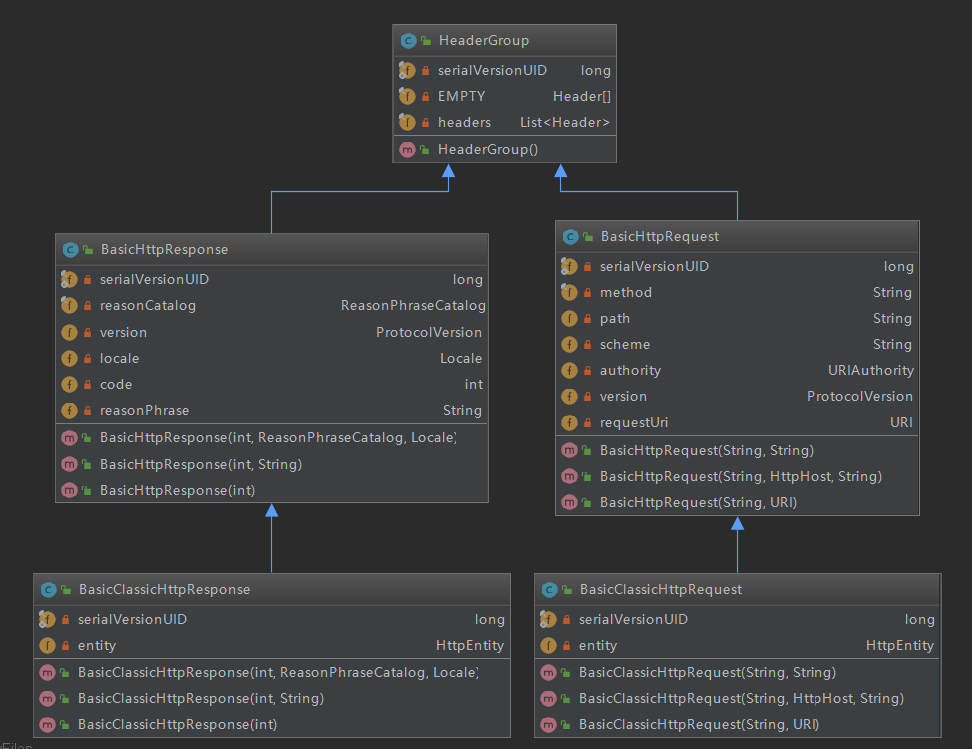 HeaderGroup
serialVersionUID long
EMPTY Header[]
headers List<Header>
HeaderGroup()
BasicHttpResponse
serialVersionUID long
reasonCatalog ReasonPhraseCatalog
version ProtocolVersion
locale Locale
code int
reasonPhrase String
BasicHttpResponse(int, ReasonPhraseCatalog, Locale)
BasicHttpResponse(int, String)
BasicHttpResponse(int)
BasicHttpRequest
serialVersionUID long
method String
path String
scheme String
authority URIAuthority
version ProtocolVersion
requestUri URI
BasicHttpRequest(String, String)
BasicHttpRequest(String, HttpHost, String)
BasicHttpRequest(String, URI)
BasicClassicHttpResponse
serialVersionUID long
entity HttpEntity
BasicClassicHttpResponse(int, ReasonPhraseCatalog, Locale)
BasicClassicHttpResponse(int, String)
BasicClassicHttpResponse(int)
BasicClassicHttpRequest
serialVersionUID long
entity HttpEntity
BasicClassicHttpRequest(String, String)
BasicClassicHttpRequest(String, HttpHost, String)
BasicClassicHttpRequest(String, URI)